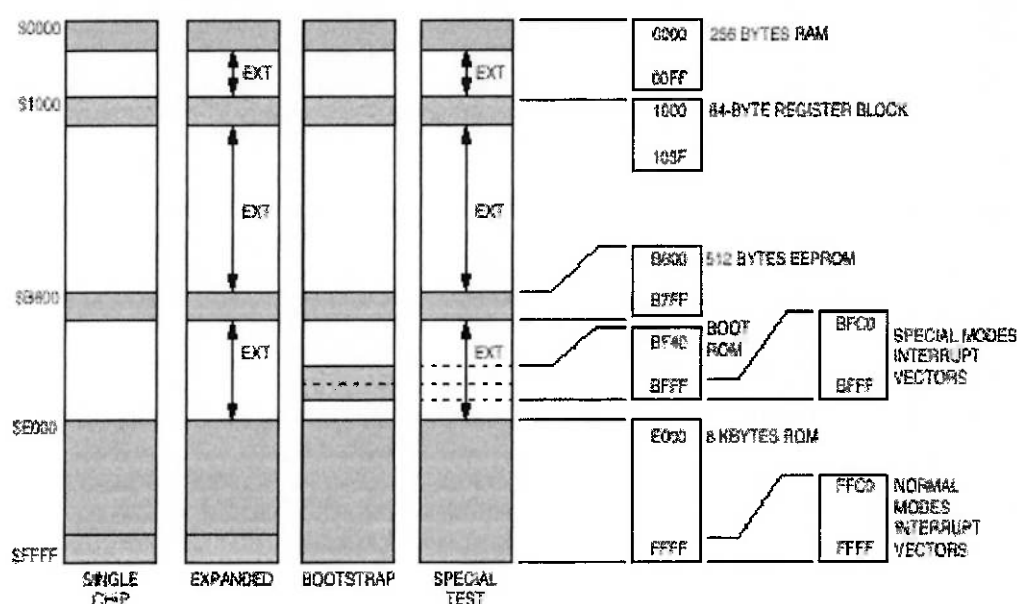 $0000
$1000
$B600
$E000
$FFFF
EXT
EXT
EXT
EXT
EXT
EXT
SINGLE
CHIP
EXPANDED
BOOTSTRAP
SPECIAL
TEST
0000
00FF
256 BYTES RAM
1000
103F
64-BYTE REGISTER BLOCK
B600
B7FF
512 BYTES EEPROM
BF40
BFFF
BOOT
ROM
BFC0
BFFF
SPECIAL MODES
INTERRUPT
VECTORS
E000
FFFF
8 KBYTES ROM
FFC0
FFFF
NORMAL
MODES
INTERRUPT
VECTORS